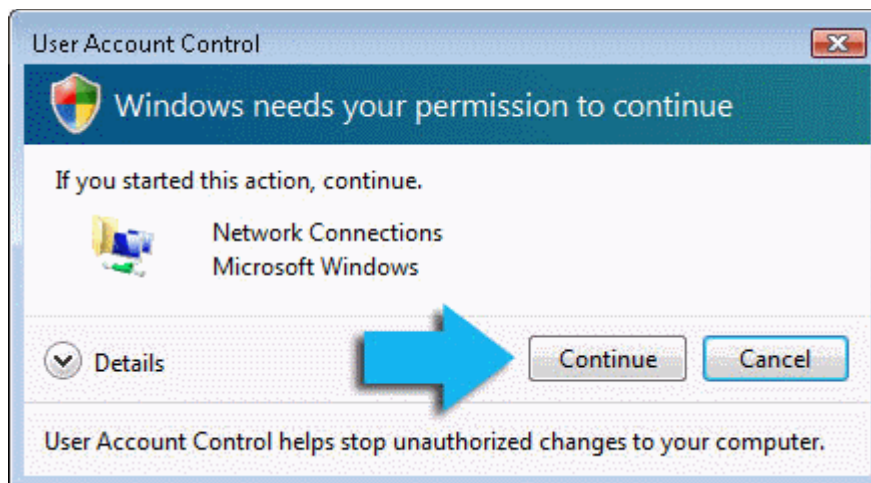 User Account Control
Windows needs your permission to continue
If you started this action, continue.
Network Connections
Microsoft Windows
Details
Continue
Cancel
User Account Control helps stop unauthorized changes to your computer.